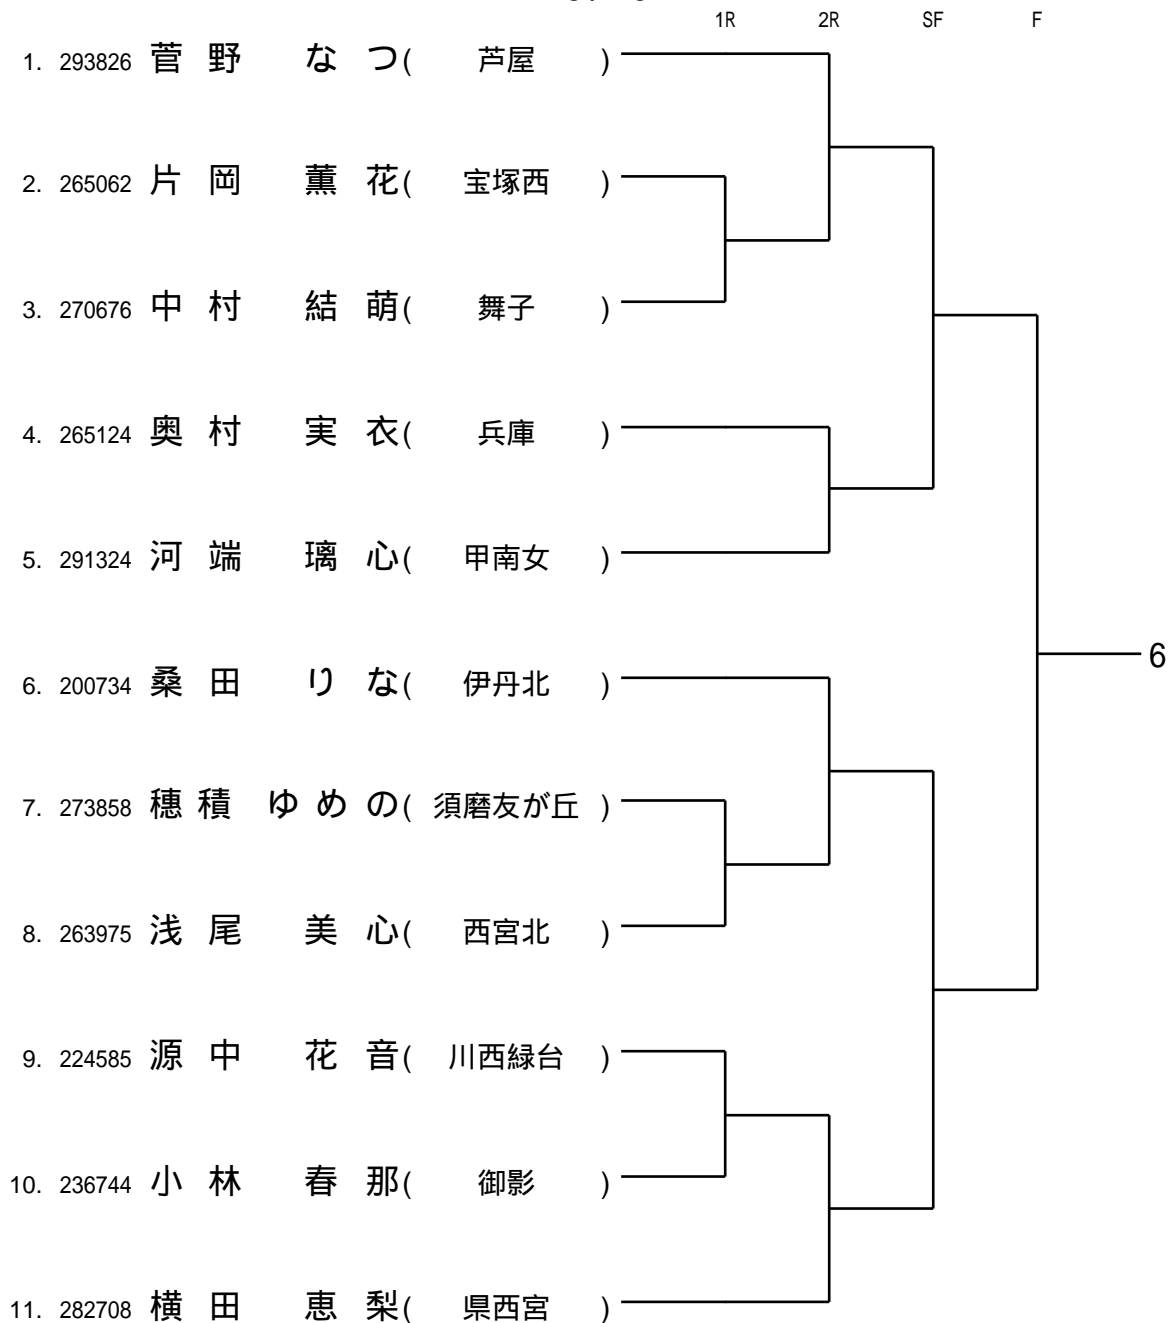 1R 2R SF F
1. 293826 菅野 なつ( 芦屋 )
2. 265062 片岡 薫花( 宝塚西 )
3. 270676 中村 結萌( 舞子 )
4. 265124 奥村 実衣( 兵庫 )
5. 291324 河端 璃心( 甲南女 )
6
6. 200734 桑田 りな( 伊丹北 )
7. 273858 穗積 ゆめの( 須磨友が丘 )
8. 263975 浅尾 美心( 西宮北 )
9. 224585 源中 花音( 川西緑台 )
10. 236744 小林 春那( 御影 )
11. 282708 横田 恵梨( 県西宮 )